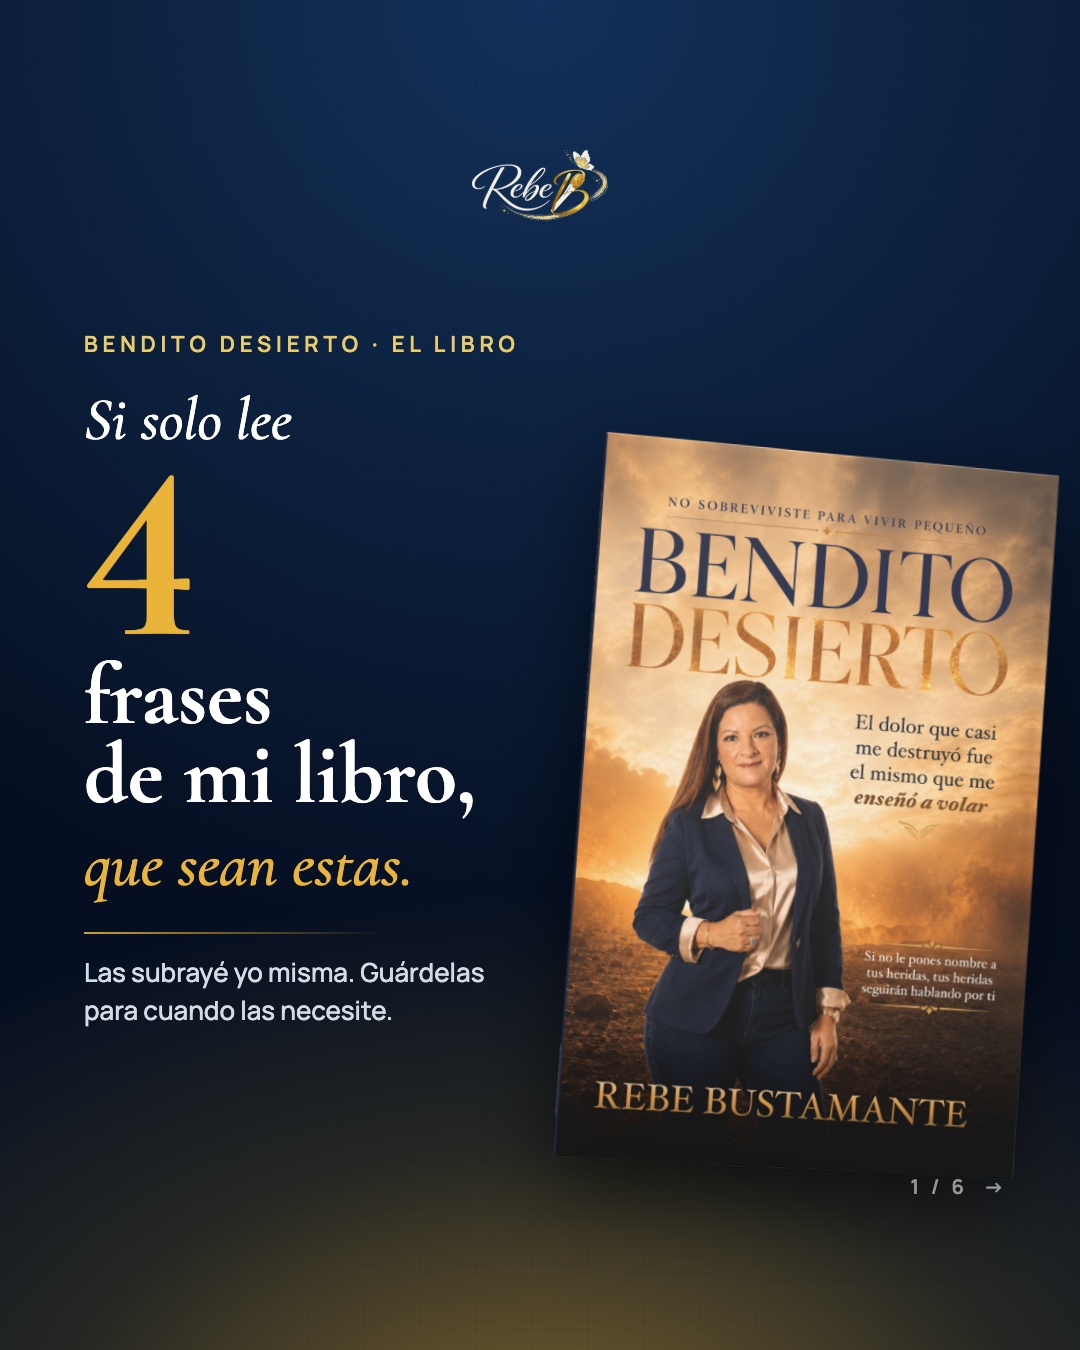 Rebe B
BENDITO DESIERTO · EL LIBRO
Si solo lee
4
frases
de mi libro,
que sean estas.
Las subrayé yo misma. Guárdelas
para cuando las necesite.
NO SOBREVIVISTE PARA VIVIR PEQUEÑO
BENDITO
DESIERTO
El dolor que casi
me destruyó fue
el mismo que me
enseñó a volar
Si no le pones nombre a
tus heridas, tus heridas
seguirán hablando por ti
REBE BUSTAMANTE
1 / 6 →